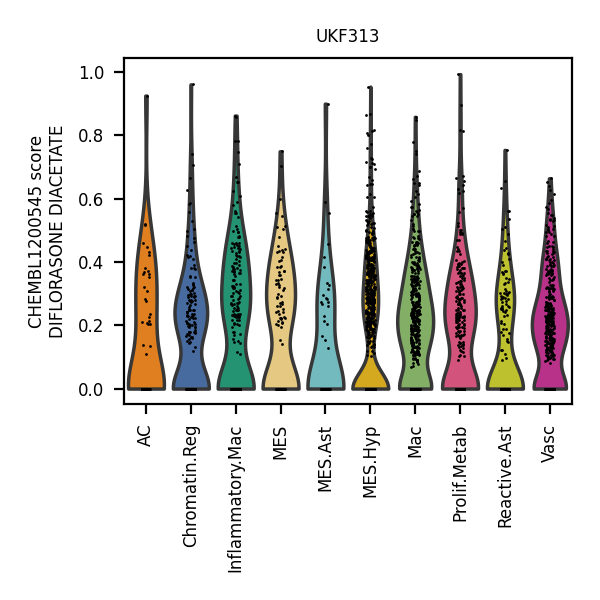 UKF313
CHEMBL1200545 score
DIFLORASONE DIACETATE
1.0
0.8
0.6
0.4
0.2
0.0
AC
Chromatin.Reg
Inflammatory.Mac
MES
MES.Ast
MES.Hyp
Mac
Prolif.Metab
Reactive.Ast
Vasc